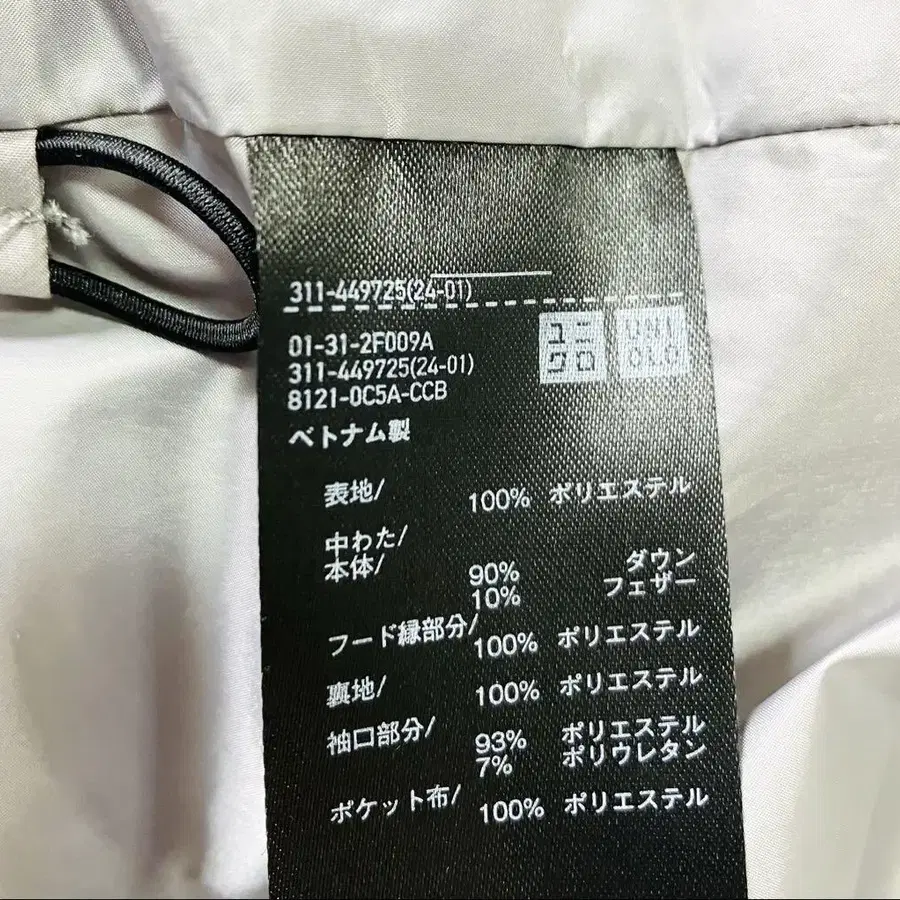 311-449725(24-01)
01-31-2F009A
311-449725(24-01)
8121-0C5A-CCB
ユニ
クロ
UNI
QLO
ベトナム製
表地/ 100% ポリエステル
中わた/
本体/ 90% ダウン
10% フェザー
フード縁部分/ 100% ポリエステル
裏地/ 100% ポリエステル
袖口部分/ 93% ポリエステル
7% ポリウレタン
ポケット布/ 100% ポリエステル